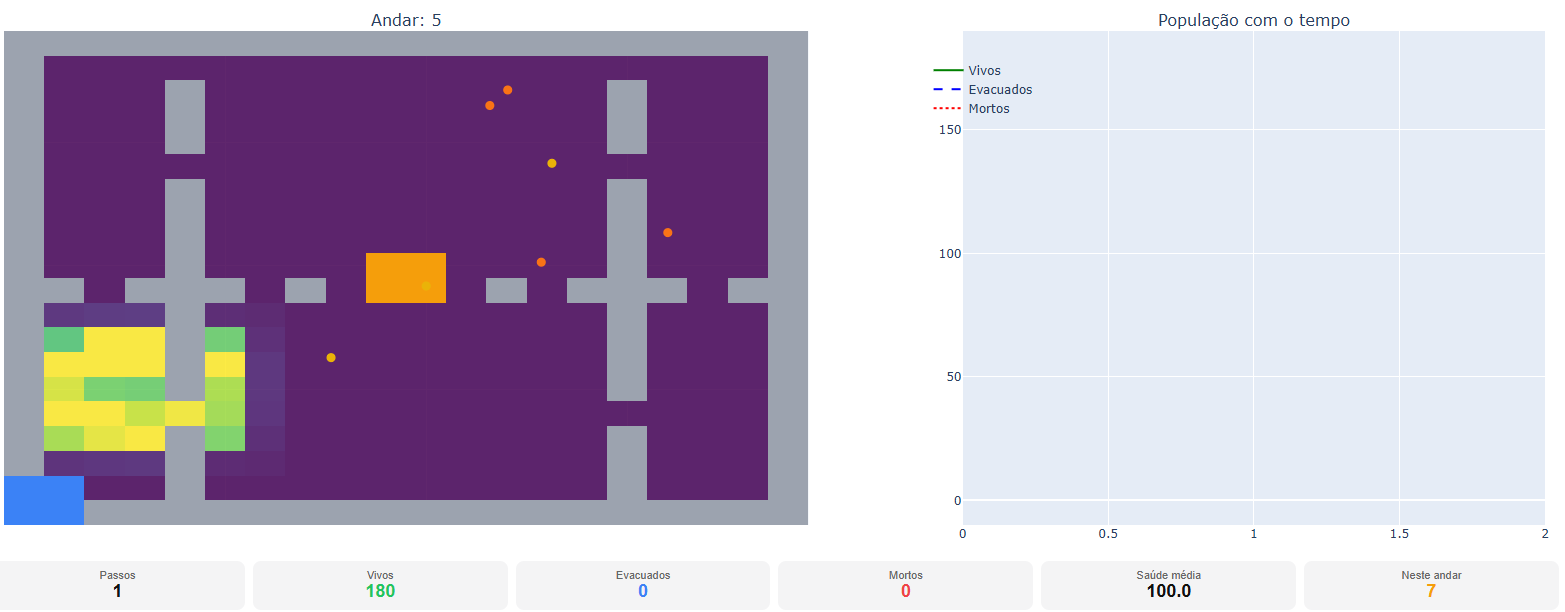 Andar: 5
População com o tempo
Vivos
Evacuados
Mortos
150
100
50
0
0
0.5
1
1.5
2
Passos
1
Vivos
180
Evacuados
0
Mortos
0
Saúde média
100.0
Neste andar
7